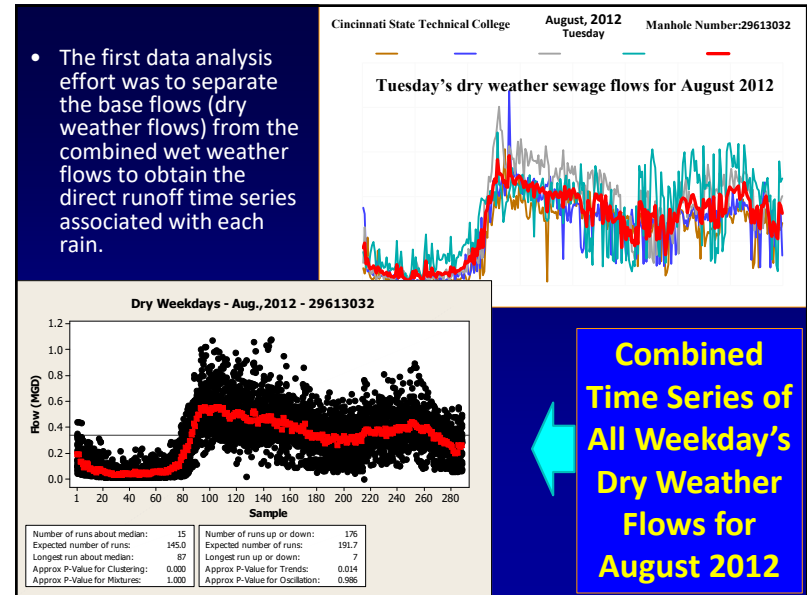 • The first data analysis
effort was to separate
the base flows (dry
weather flows) from the
combined wet weather
flows to obtain the
direct runoff time series
associated with each
rain.
Cincinnati State Technical College
August, 2012
Tuesday
Manhole Number:29613032
Tuesday's dry weather sewage flows for August 2012
Dry Weekdays - Aug.,2012 - 29613032
Flow (MGD)
1.2
1.0
0.8
0.6
0.4
0.2
0.0
1 20 40 60 80 100 120 140 160 180 200 220 240 260 280
Sample
Number of runs about median: 15
Expected number of runs: 145.0
Longest run about median: 87
Approx P-Value for Clustering: 0.000
Approx P-Value for Mixtures: 1.000
Number of runs up or down: 176
Expected number of runs: 191.7
Longest run up or down: 7
Approx P-Value for Trends: 0.014
Approx P-Value for Oscillation: 0.986
Combined
Time Series of
All Weekday's
Dry Weather
Flows for
August 2012